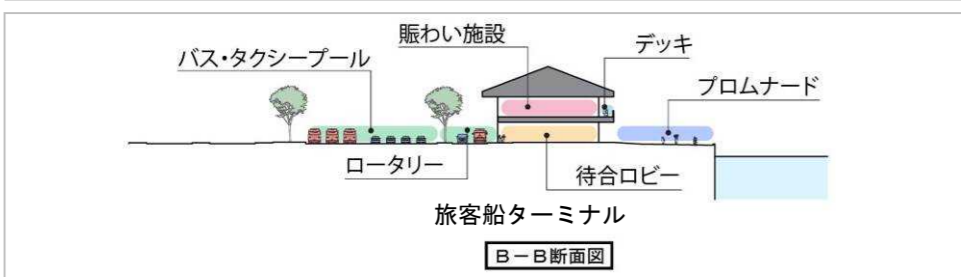 賑わい施設
デッキ
バス・タクシープール
プロムナード
ロータリー
待合ロビー
旅客船ターミナル
B－B断面図